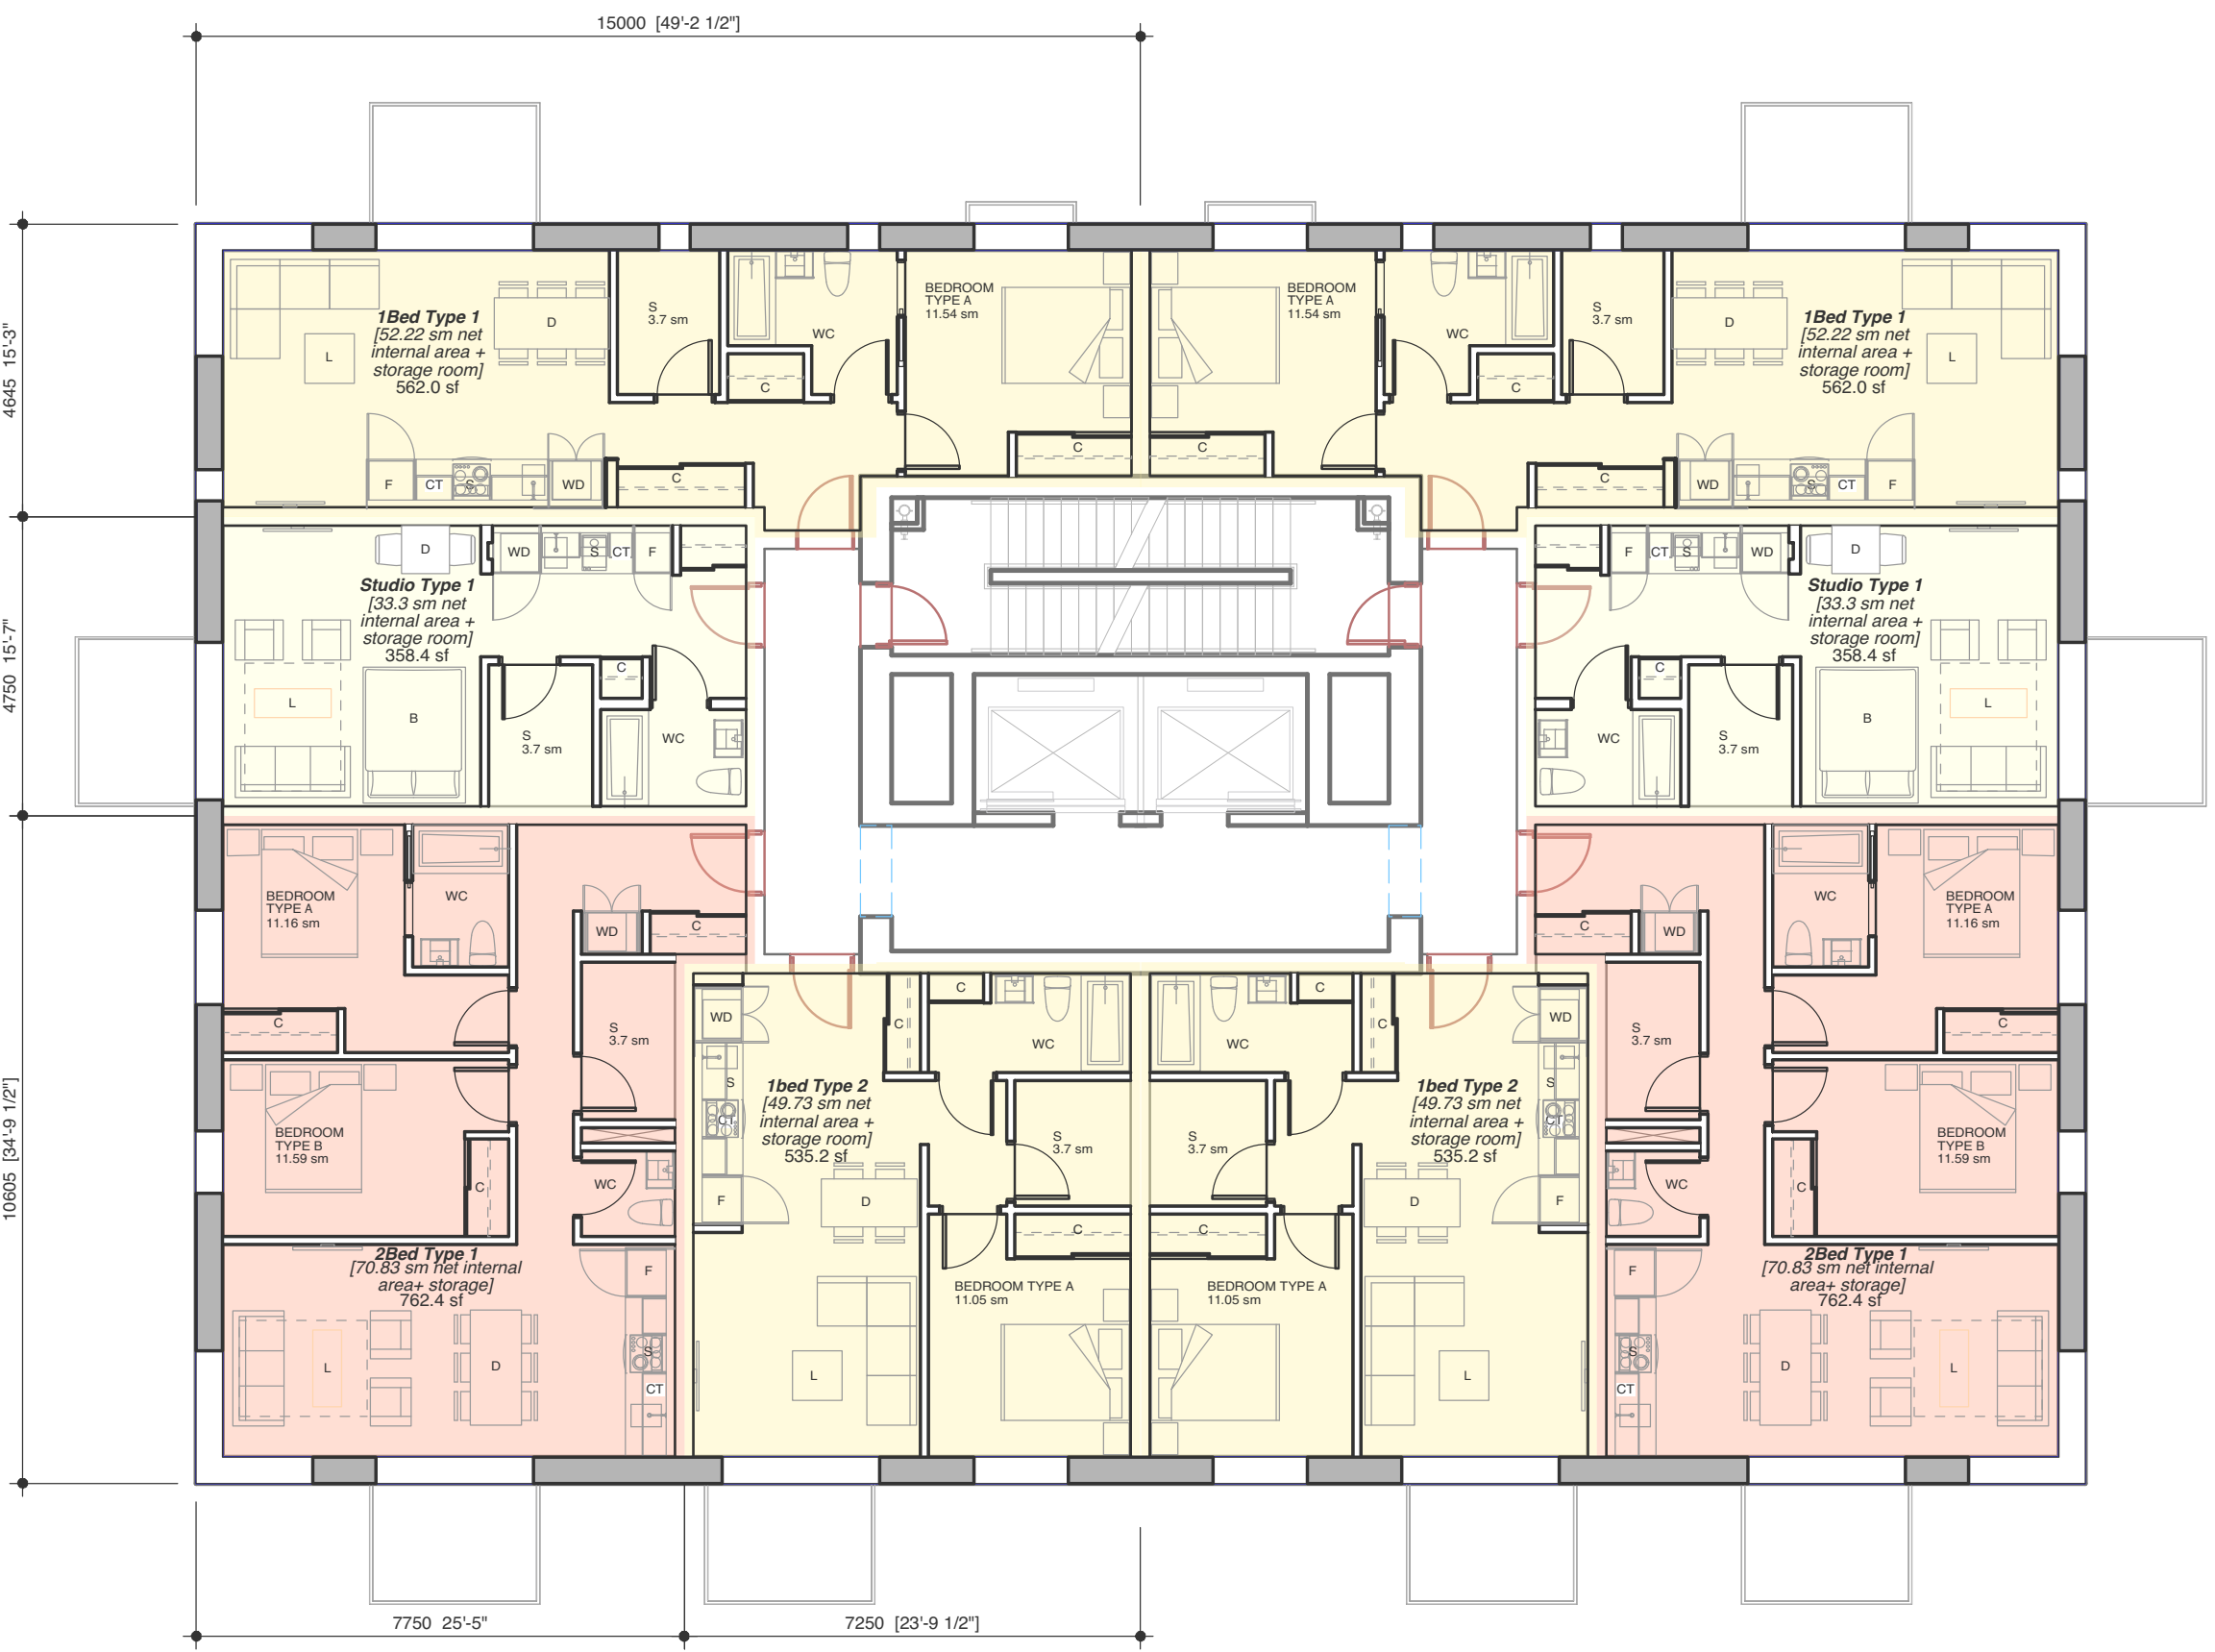 15000 [49'-2 1/2"]
4645 15'-3"
4750 15'-7"
10605 [34'-9 1/2"]
1Bed Type 1
[52.22 sm net
internal area +
storage room]
562.0 sf
L
D
S
3.7 sm
WC
C
BEDROOM
TYPE A
11.54 sm
C
F
CT
S
WD
C
BEDROOM
TYPE A
11.54 sm
C
WC
C
S
3.7 sm
D
1Bed Type 1
[52.22 sm net
internal area +
storage room]
562.0 sf
L
C
WD
S
CT
F
D
WD
S
CT
F
Studio Type 1
[33.3 sm net
internal area +
storage room]
358.4 sf
L
B
S
3.7 sm
C
WC
F
CT
S
WD
D
Studio Type 1
[33.3 sm net
internal area +
storage room]
358.4 sf
C
WC
S
3.7 sm
B
L
BEDROOM
TYPE A
11.16 sm
WC
WD
C
C
S
3.7 sm
BEDROOM
TYPE B
11.59 sm
C
WC
2Bed Type 1
[70.83 sm net internal
area+ storage]
762.4 sf
L
D
F
S
CT
WD
S
CT
F
C
C
WC
1bed Type 2
[49.73 sm net
internal area +
storage room]
535.2 sf
S
3.7 sm
D
C
BEDROOM TYPE A
11.05 sm
L
C
C
WC
WD
S
CT
F
S
3.7 sm
1bed Type 2
[49.73 sm net
internal area +
storage room]
535.2 sf
D
C
BEDROOM TYPE A
11.05 sm
L
C
WD
WC
BEDROOM
TYPE A
11.16 sm
S
3.7 sm
C
BEDROOM
TYPE B
11.59 sm
WC
C
2Bed Type 1
[70.83 sm net internal
area+ storage]
762.4 sf
F
S
CT
D
L
7750 25'-5"
7250 [23'-9 1/2"]